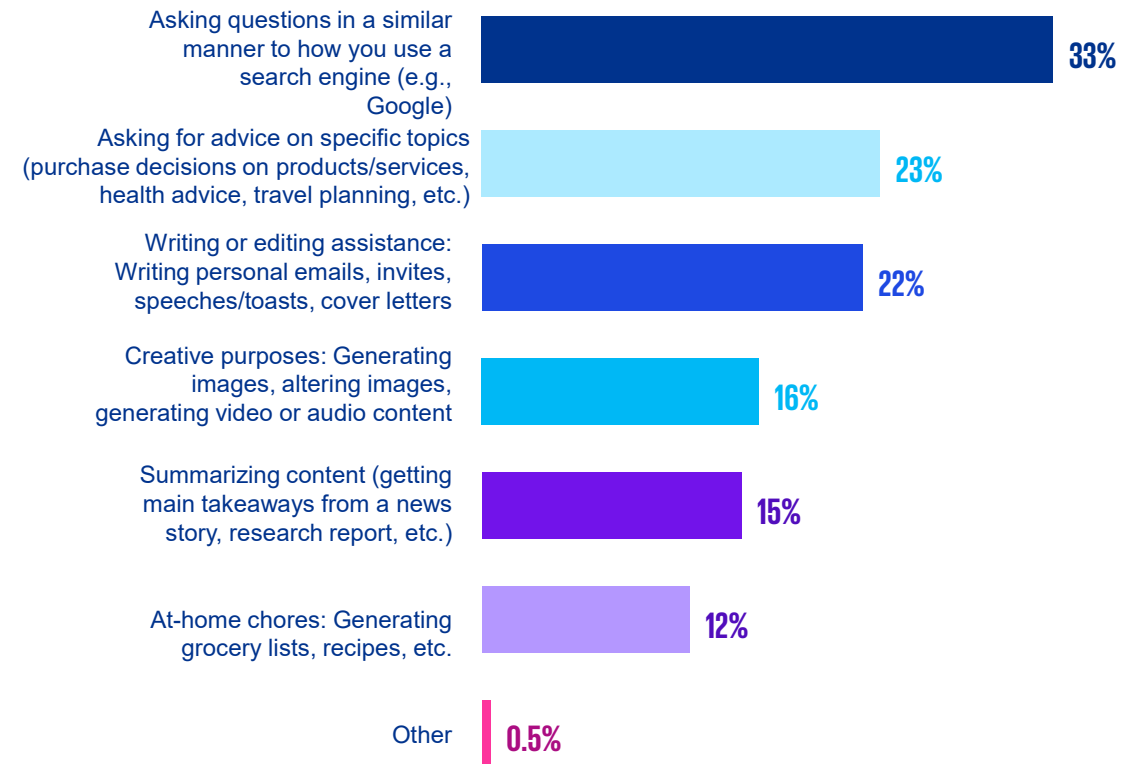 Asking questions in a similar
manner to how you use a
search engine (e.g.,
Google)
33%
Asking for advice on specific topics
(purchase decisions on products/services,
health advice, travel planning, etc.)
23%
Writing or editing assistance:
Writing personal emails, invites,
speeches/toasts, cover letters
22%
Creative purposes: Generating
images, altering images,
generating video or audio content
16%
Summarizing content (getting
main takeaways from a news
story, research report, etc.)
15%
At-home chores: Generating
grocery lists, recipes, etc.
12%
Other
0.5%